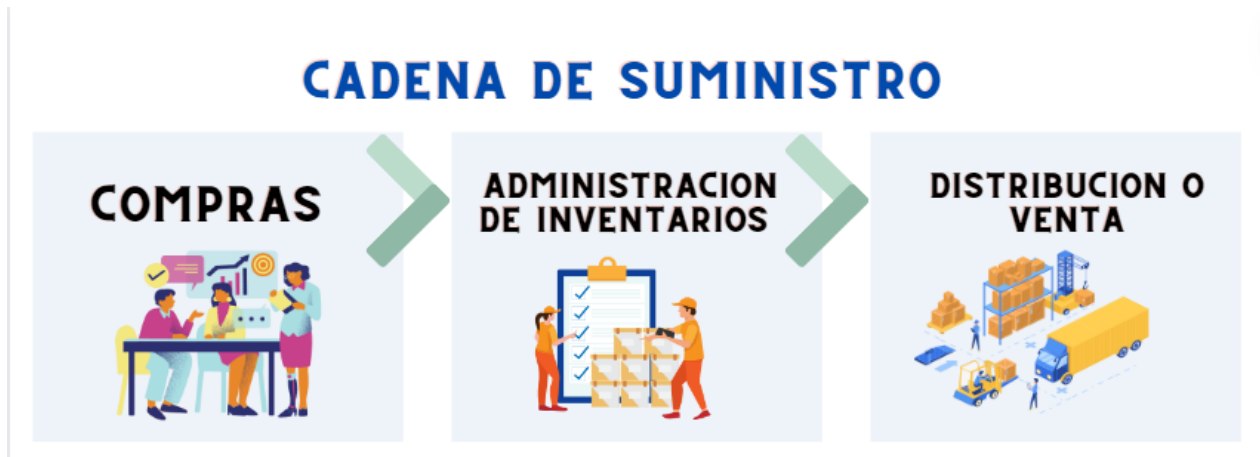 CADENA DE SUMINISTRO
COMPRAS
ADMINISTRACION
DE INVENTARIOS
DISTRIBUCION O
VENTA